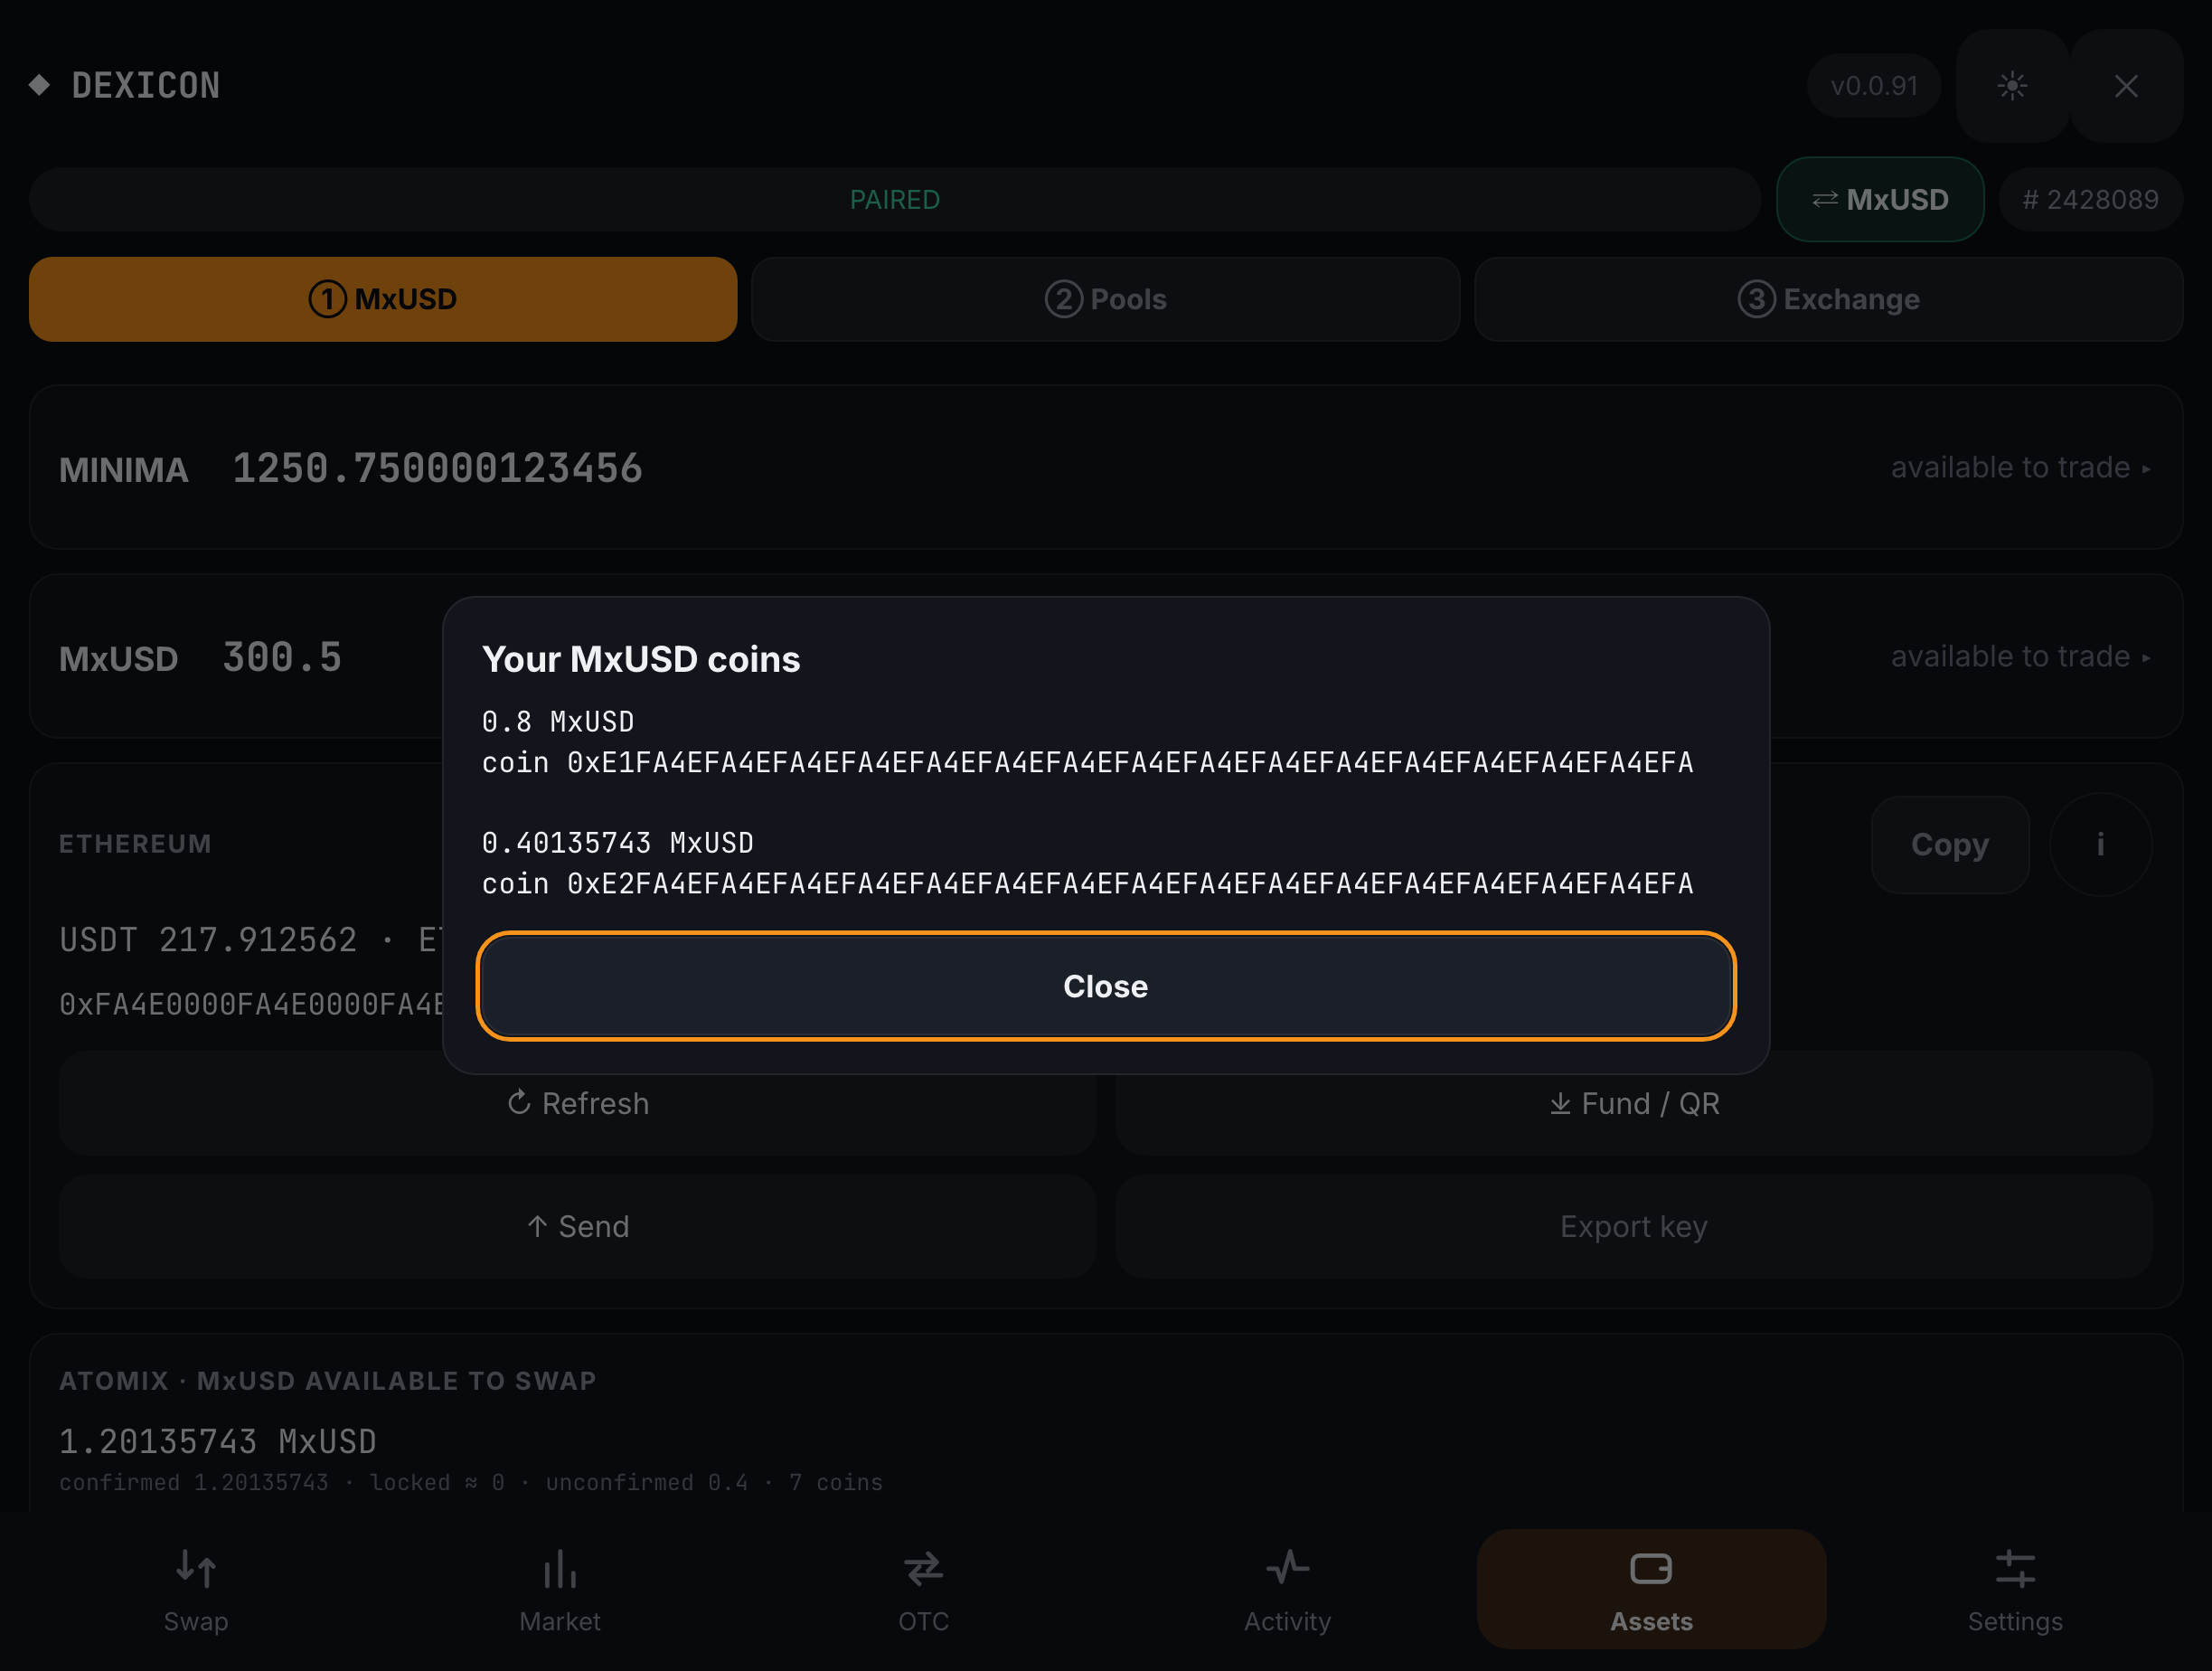 ◆ DEXICON
v0.0.91
PAIRED
⇄ MxUSD
# 2428089
① MxUSD
② Pools
③ Exchange
MINIMA 1250.750000123456
available to trade ▸
MxUSD 300.5
available to trade ▸
Your MxUSD coins
0.8 MxUSD
coin 0xE1FA4EFA4EFA4EFA4EFA4EFA4EFA4EFA4EFA4EFA4EFA4EFA4EFA4EFA4EFA4EFA4EFA
0.40135743 MxUSD
coin 0xE2FA4EFA4EFA4EFA4EFA4EFA4EFA4EFA4EFA4EFA4EFA4EFA4EFA4EFA4EFA4EFA4EFA
Close
ETHEREUM
Copy
i
USDT 217.912562 ·
0xFA4E0000FA4E0000FA4E
↻ Refresh
↓ Fund / QR
↑ Send
Export key
ATOMIX · MxUSD AVAILABLE TO SWAP
1.20135743 MxUSD
confirmed 1.20135743 · locked ≈ 0 · unconfirmed 0.4 · 7 coins
Swap
Market
OTC
Activity
Assets
Settings